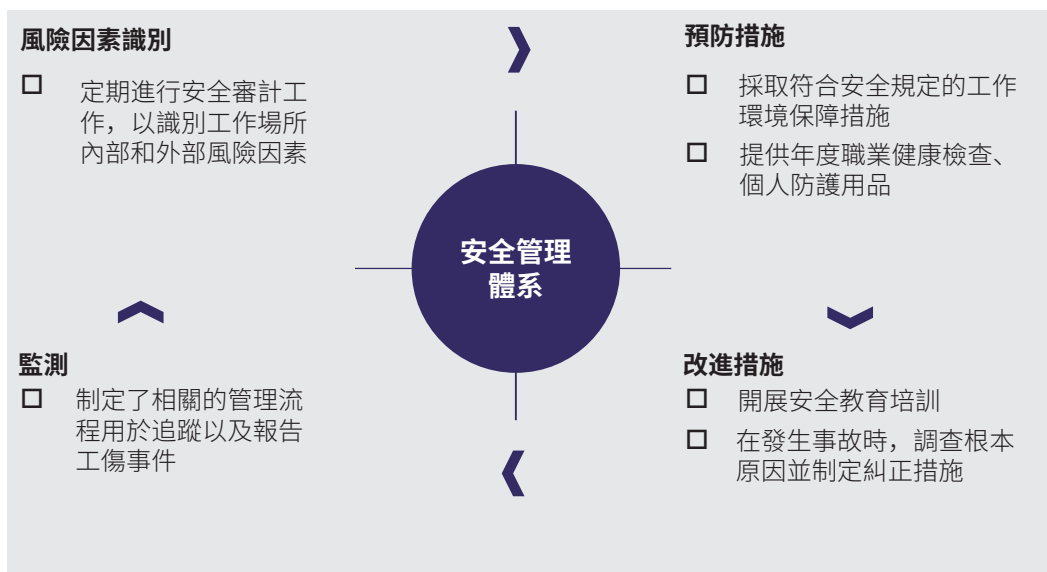 風險因素識別
定期進行安全審計工
作，以識別工作場所
內部和外部風險因素
預防措施
採取符合安全規定的工作
環境保障措施
提供年度職業健康檢查、
個人防護用品
安全管理
體系
監測
制定了相關的管理流
程用於追蹤以及報告
工傷事件
改進措施
開展安全教育培訓
在發生事故時，調查根本
原因並制定糾正措施